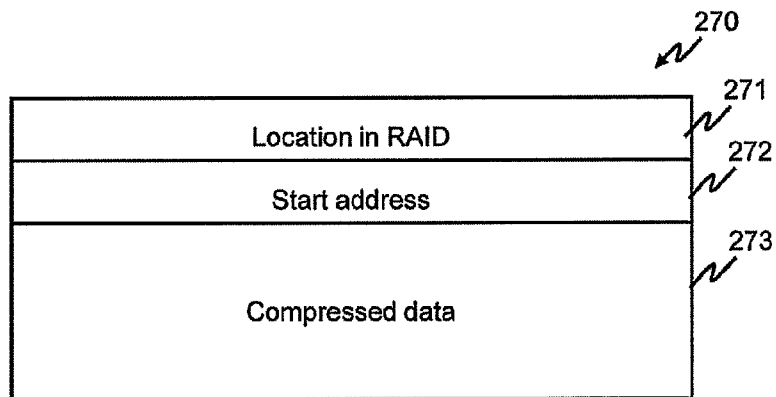 270
271
Location in RAID
272
Start address
273
Compressed data